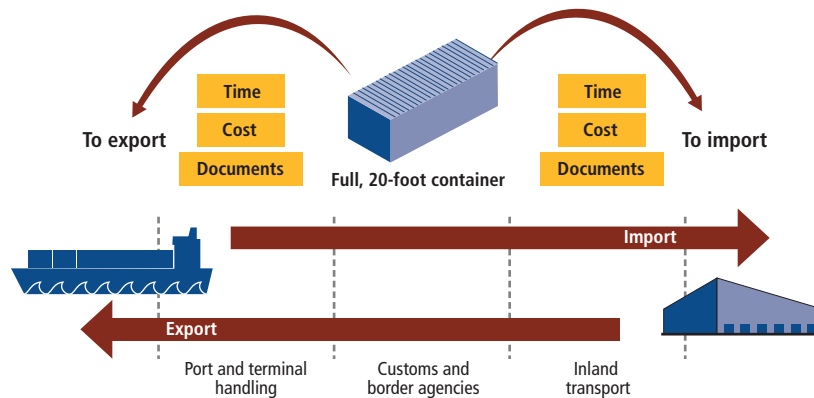 Time
Cost
Documents
To export
Full, 20-foot container
Time
Cost
Documents
To import
Import
Export
Port and terminal
handling
Customs and
border agencies
Inland
transport